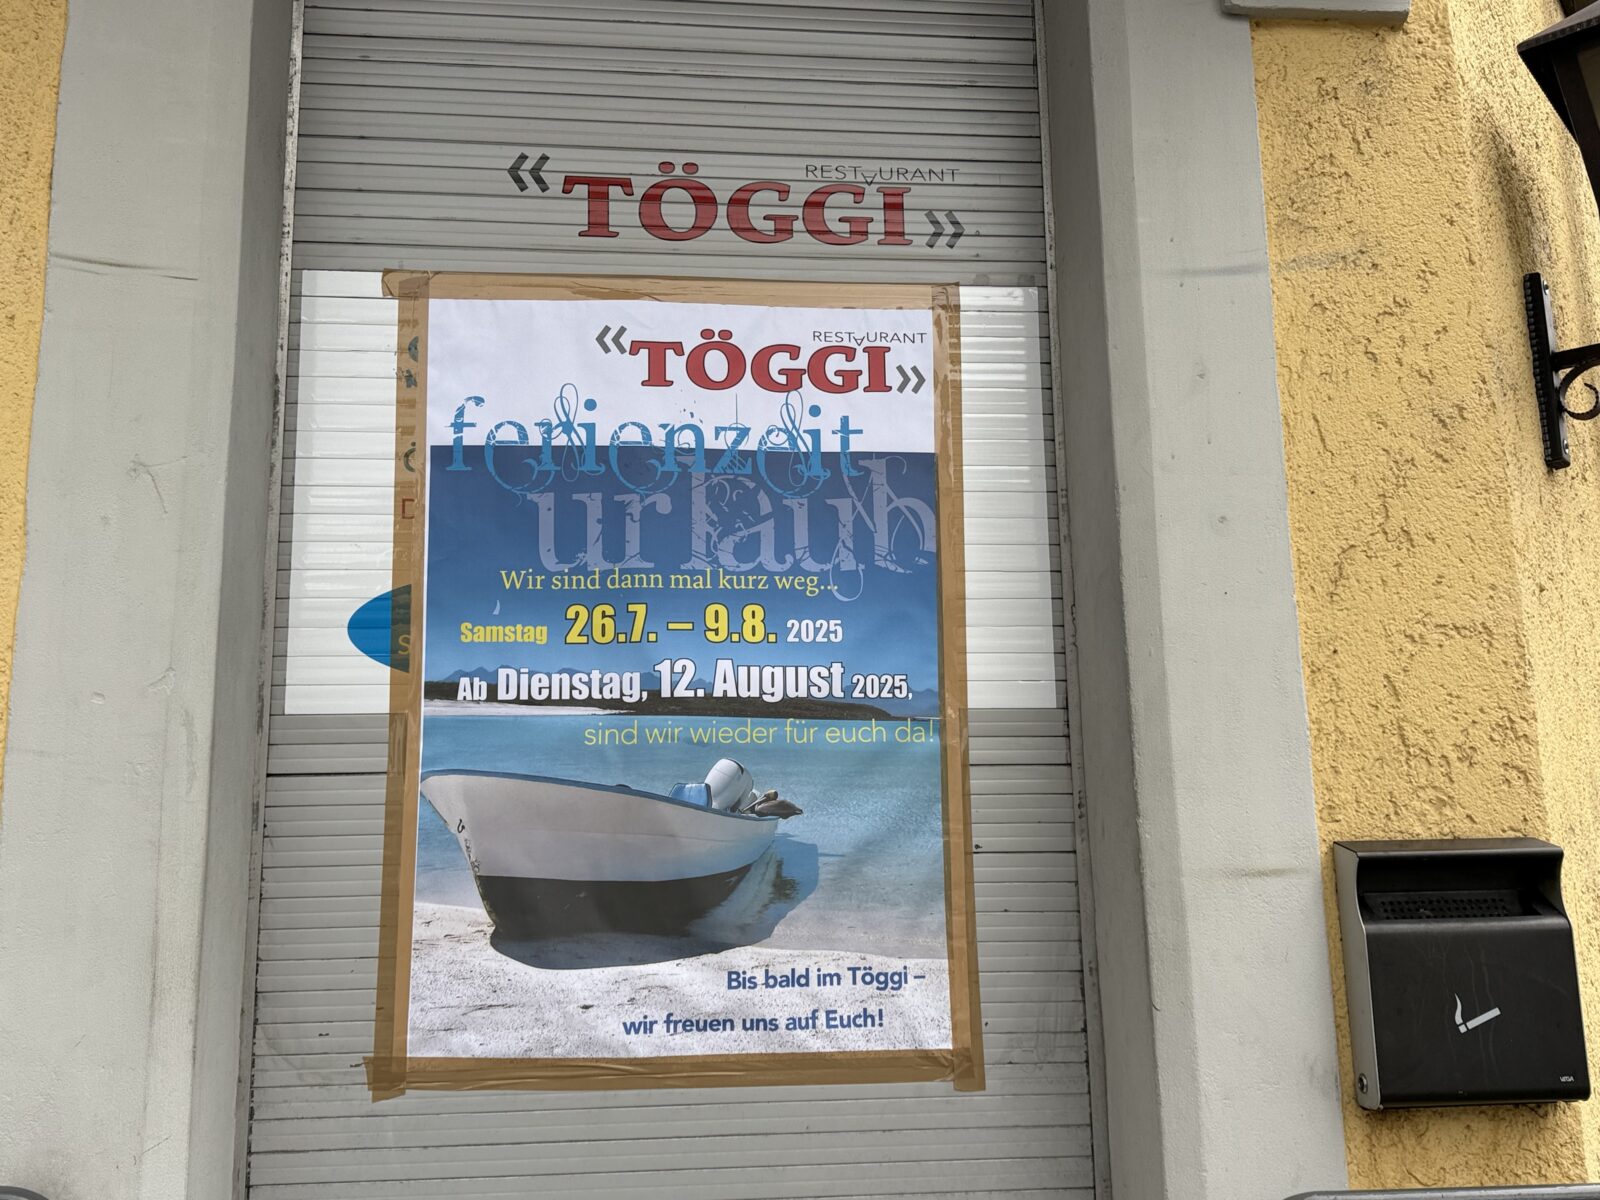 RESTAURANT
«TÖGGI»
RESTAURANT
«TÖGGI»
ferienzeit
urlaub
Wir sind dann mal kurz weg...
Samstag 26.7. – 9.8. 2025
Ab Dienstag, 12. August 2025,
sind wir wieder für euch da!
Bis bald im Töggi –
wir freuen uns auf Euch!
VEGA